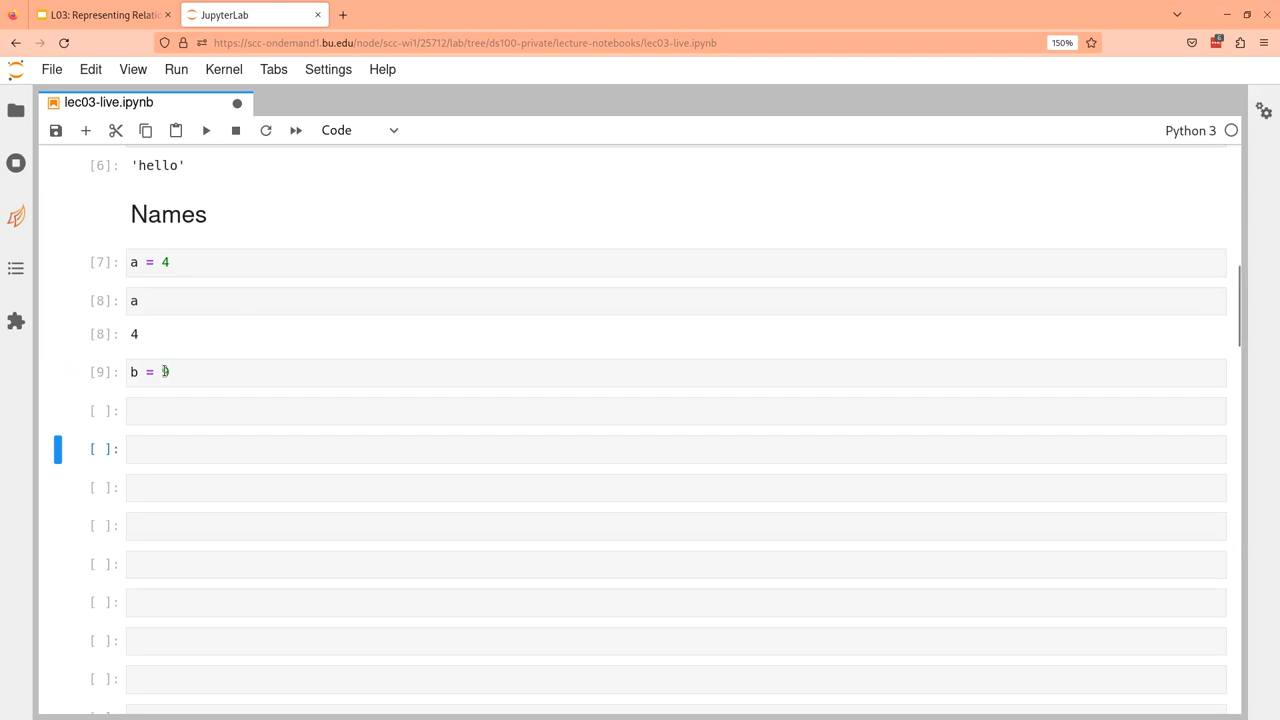 L03: Representing Relatio
JupyterLab
https://scc-ondemand1.bu.edu/node/scc-wi1/25712/lab/tree/ds100-private/lecture-notebooks/lec03-live.ipynb
150%
6
File Edit View Run Kernel Tabs Settings Help
lec03-live.ipynb
Code
Python 3
[6]: 'hello'
Names
[7]: a = 4
[8]: a
[8]: 4
[9]: b = 9
[ ]:
[ ]:
[ ]:
[ ]:
[ ]:
[ ]:
[ ]:
[ ]: